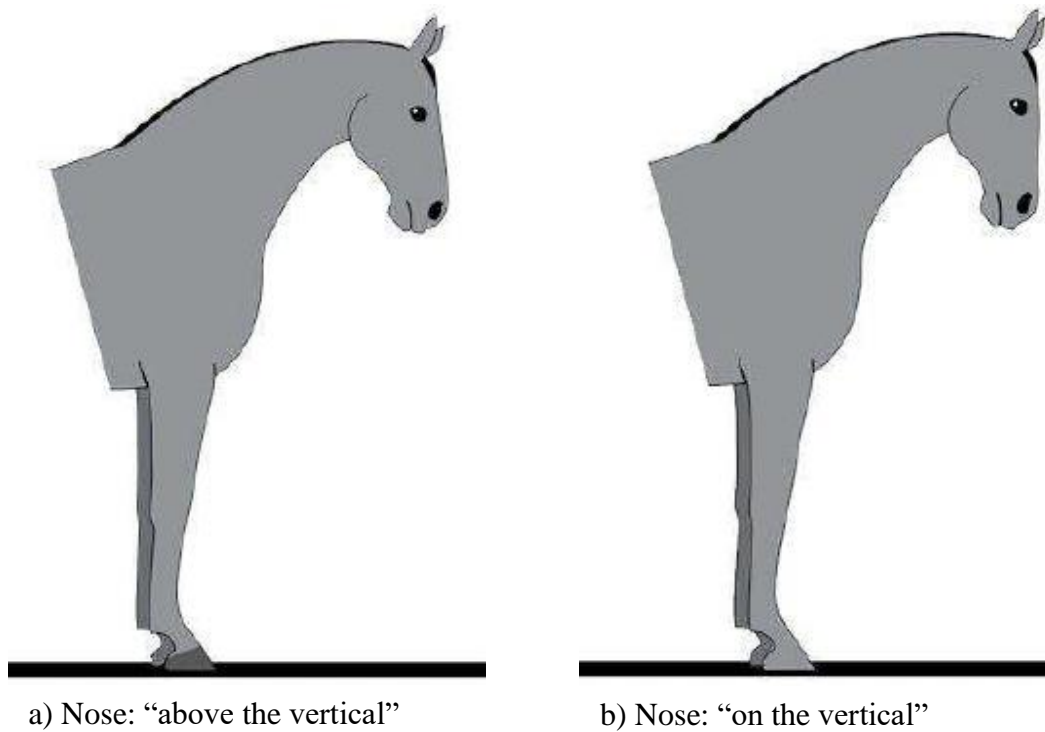 a) Nose: “above the vertical”
b) Nose: “on the vertical”